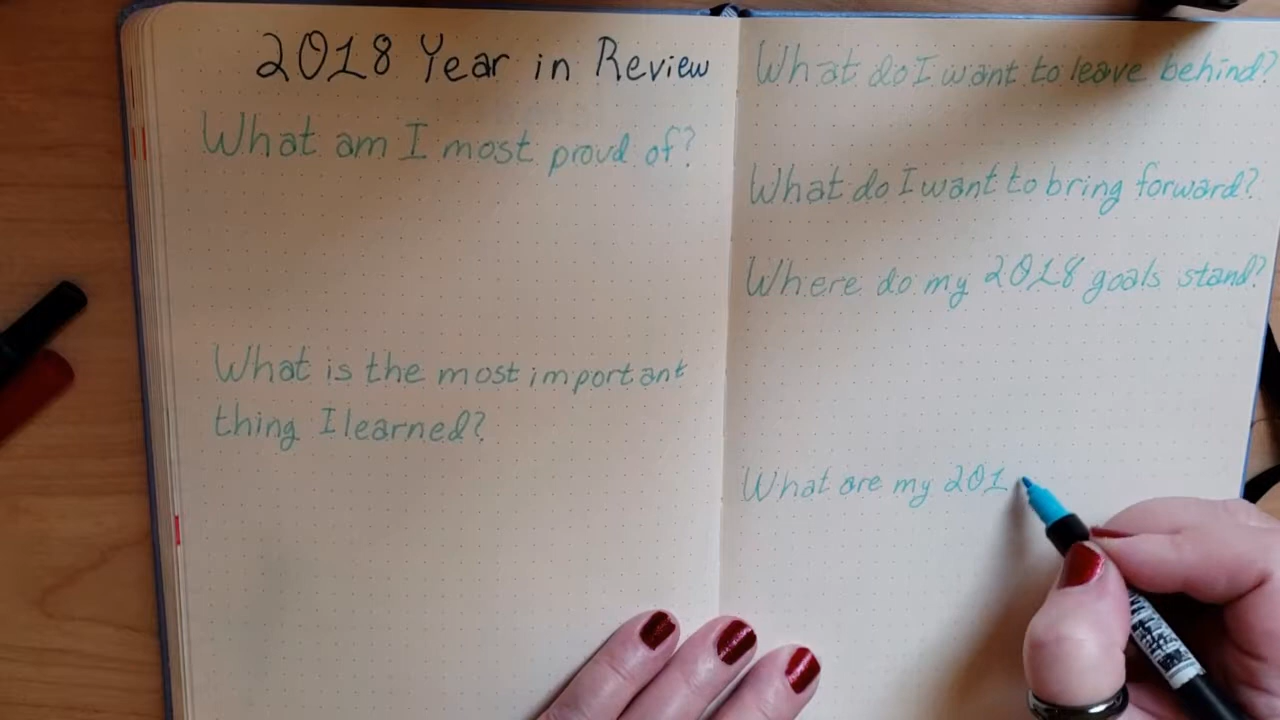 2018 Year in Review
What am I most proud of?
What is the most important
thing I learned?
What do I want to leave behind?
What do I want to bring forward?
Where do my 2018 goals stand?
What are my 201